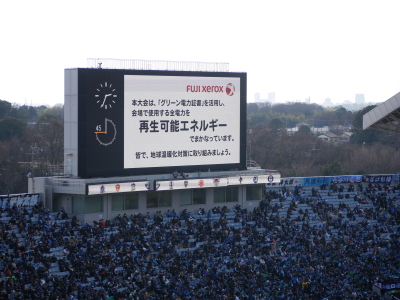 FUJI XEROX
本大会は、「グリーン電力証書」を活用し、
会場で使用する全電力を
再生可能エネルギー
でまかなっています。
皆で、地球温暖化対策に取り組みましょう。
45